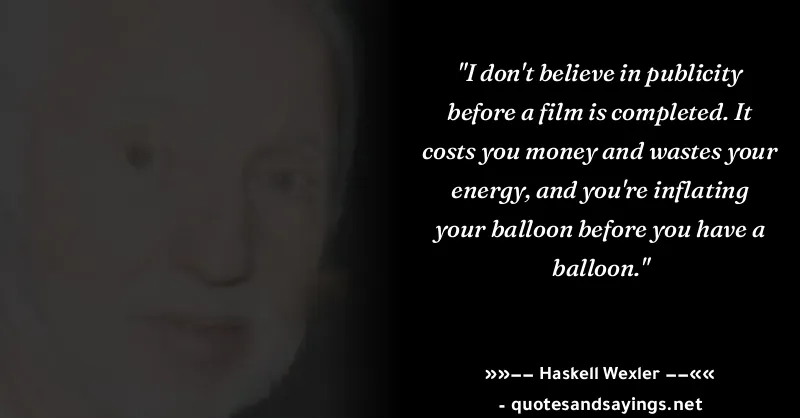 "I don't believe in publicity
before a film is completed. It
costs you money and wastes your
energy, and you're inflating
your balloon before you have a
balloon."
»»–– Haskell Wexler ––««
- quotesandsayings.net